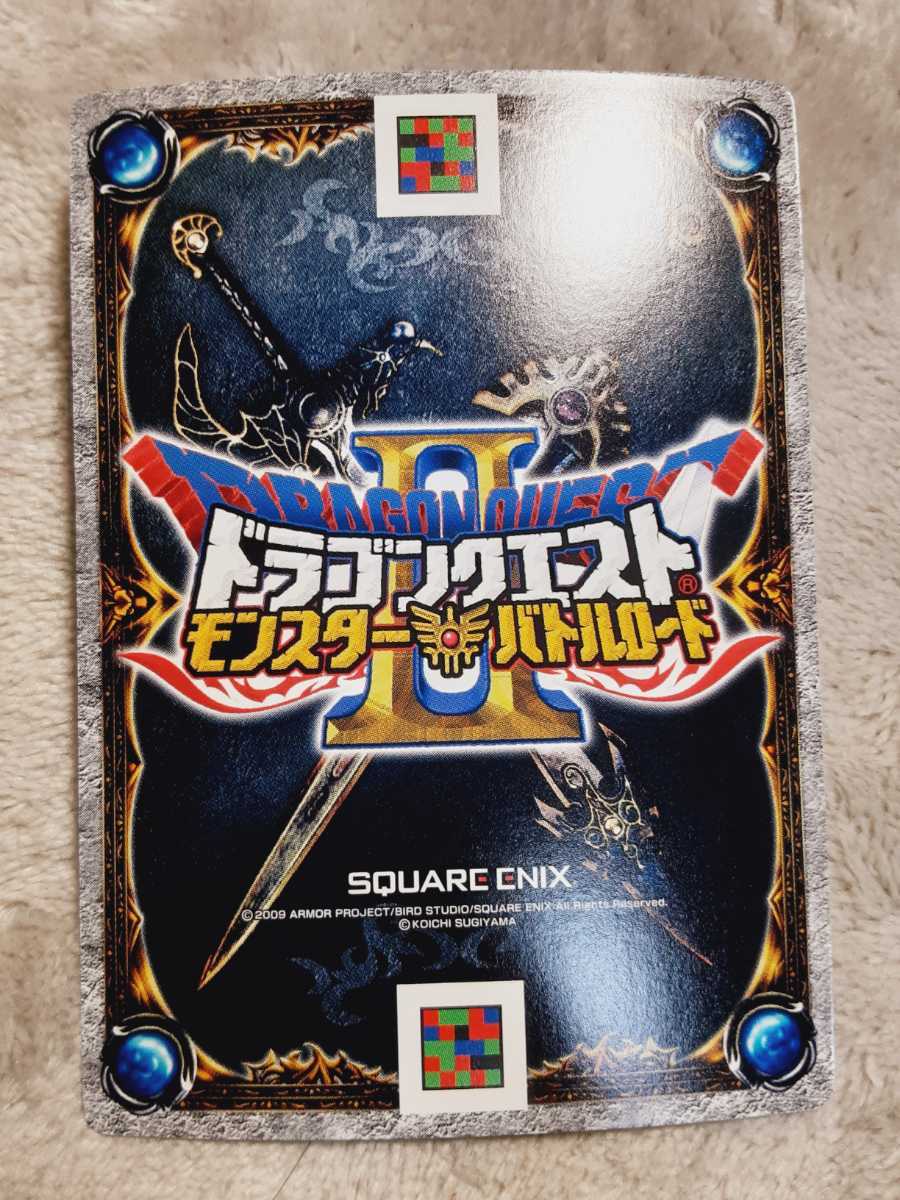 II
DRAGON QUEST
ドラゴンクエスト®
モンスターバトルロード
SQUARE ENIX
© 2009 ARMOR PROJECT/BIRD STUDIO/SQUARE ENIX All Rights Reserved.
© KOICHI SUGIYAMA